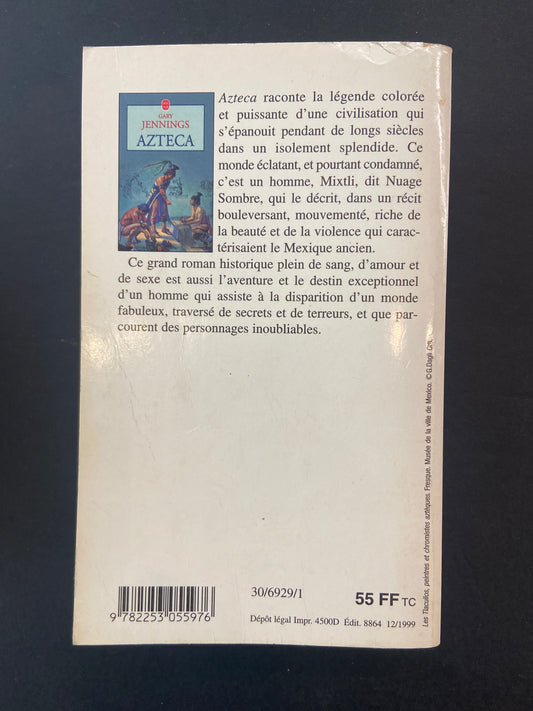 GARY
JENNINGS
AZTECA
Azteca raconte la légende colorée
et puissante d'une civilisation qui
s'épanouit pendant de longs siècles
dans un isolement splendide. Ce
monde éclatant, et pourtant condamné,
c'est un homme, Mixtli, dit Nuage
Sombre, qui le décrit, dans un récit
bouleversant, mouvementé, riche de
la beauté et de la violence qui carac-
térisaient le Mexique ancien.
Ce grand roman historique plein de sang, d'amour et
de sexe est aussi l'aventure et le destin exceptionnel
d'un homme qui assiste à la disparition d'un monde
fabuleux, traversé de secrets et de terreurs, et que par-
courent des personnages inoubliables.
Les Tlacuilos, peintres et chromistes aztèques. Fresque. Musée de la ville de Mexico. © G.Dagli Orti.
30/6929/1
55 FF TC
9 782253 055976
Dépôt légal Impr. 4500D Édit. 8864 12/1999